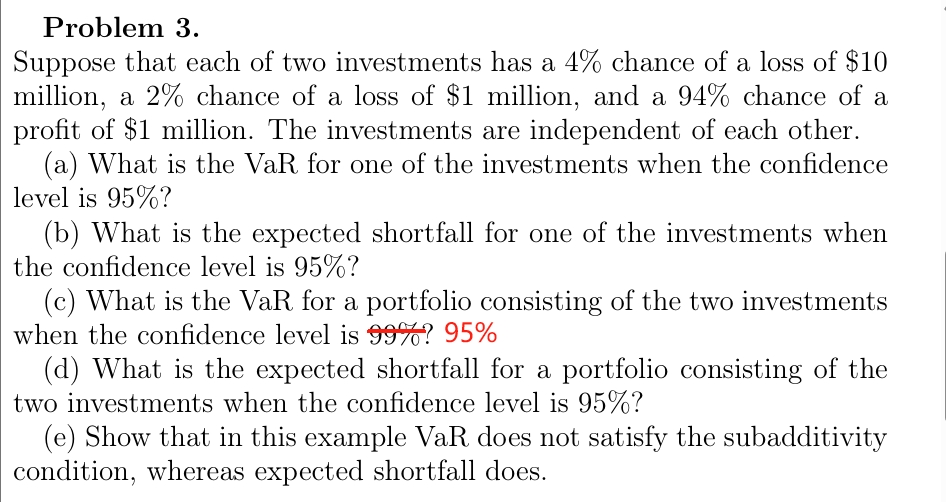 Problem 3.
Suppose that each of two investments has a 4% chance of a loss of $10
million, a 2% chance of a loss of $1 million, and a 94% chance of a
profit of $1 million. The investments are independent of each other.
(a) What is the VaR for one of the investments when the confidence
level is 95%?
(b) What is the expected shortfall for one of the investments when
the confidence level is 95%?
(c) What is the VaR for a portfolio consisting of the two investments
when the confidence level is 99%? 95%
(d) What is the expected shortfall for a portfolio consisting of the
two investments when the confidence level is 95%?
(e) Show that in this example VaR does not satisfy the subadditivity
condition, whereas expected shortfall does.